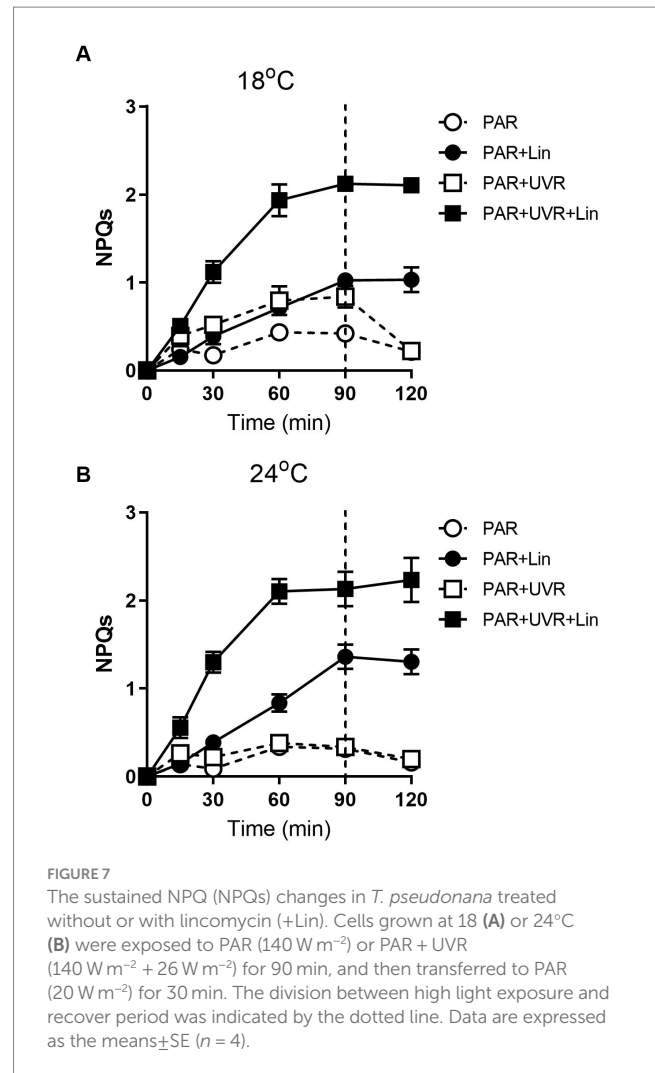 A
18°C
3
2
1
0
NPQs
0 30 60 90 120
Time (min)
PAR
PAR+Lin
PAR+UVR
PAR+UVR+Lin
B
24°C
3
2
1
0
NPQs
0 30 60 90 120
Time (min)
PAR
PAR+Lin
PAR+UVR
PAR+UVR+Lin
FIGURE 7
The sustained NPQ (NPQs) changes in T. pseudonana treated
without or with lincomycin (+Lin). Cells grown at 18 (A) or 24°C
(B) were exposed to PAR (140 W m⁻²) or PAR + UVR
(140 W m⁻² + 26 W m⁻²) for 90 min, and then transferred to PAR
(20 W m⁻²) for 30 min. The division between high light exposure and
recover period was indicated by the dotted line. Data are expressed
as the means±SE (n = 4).